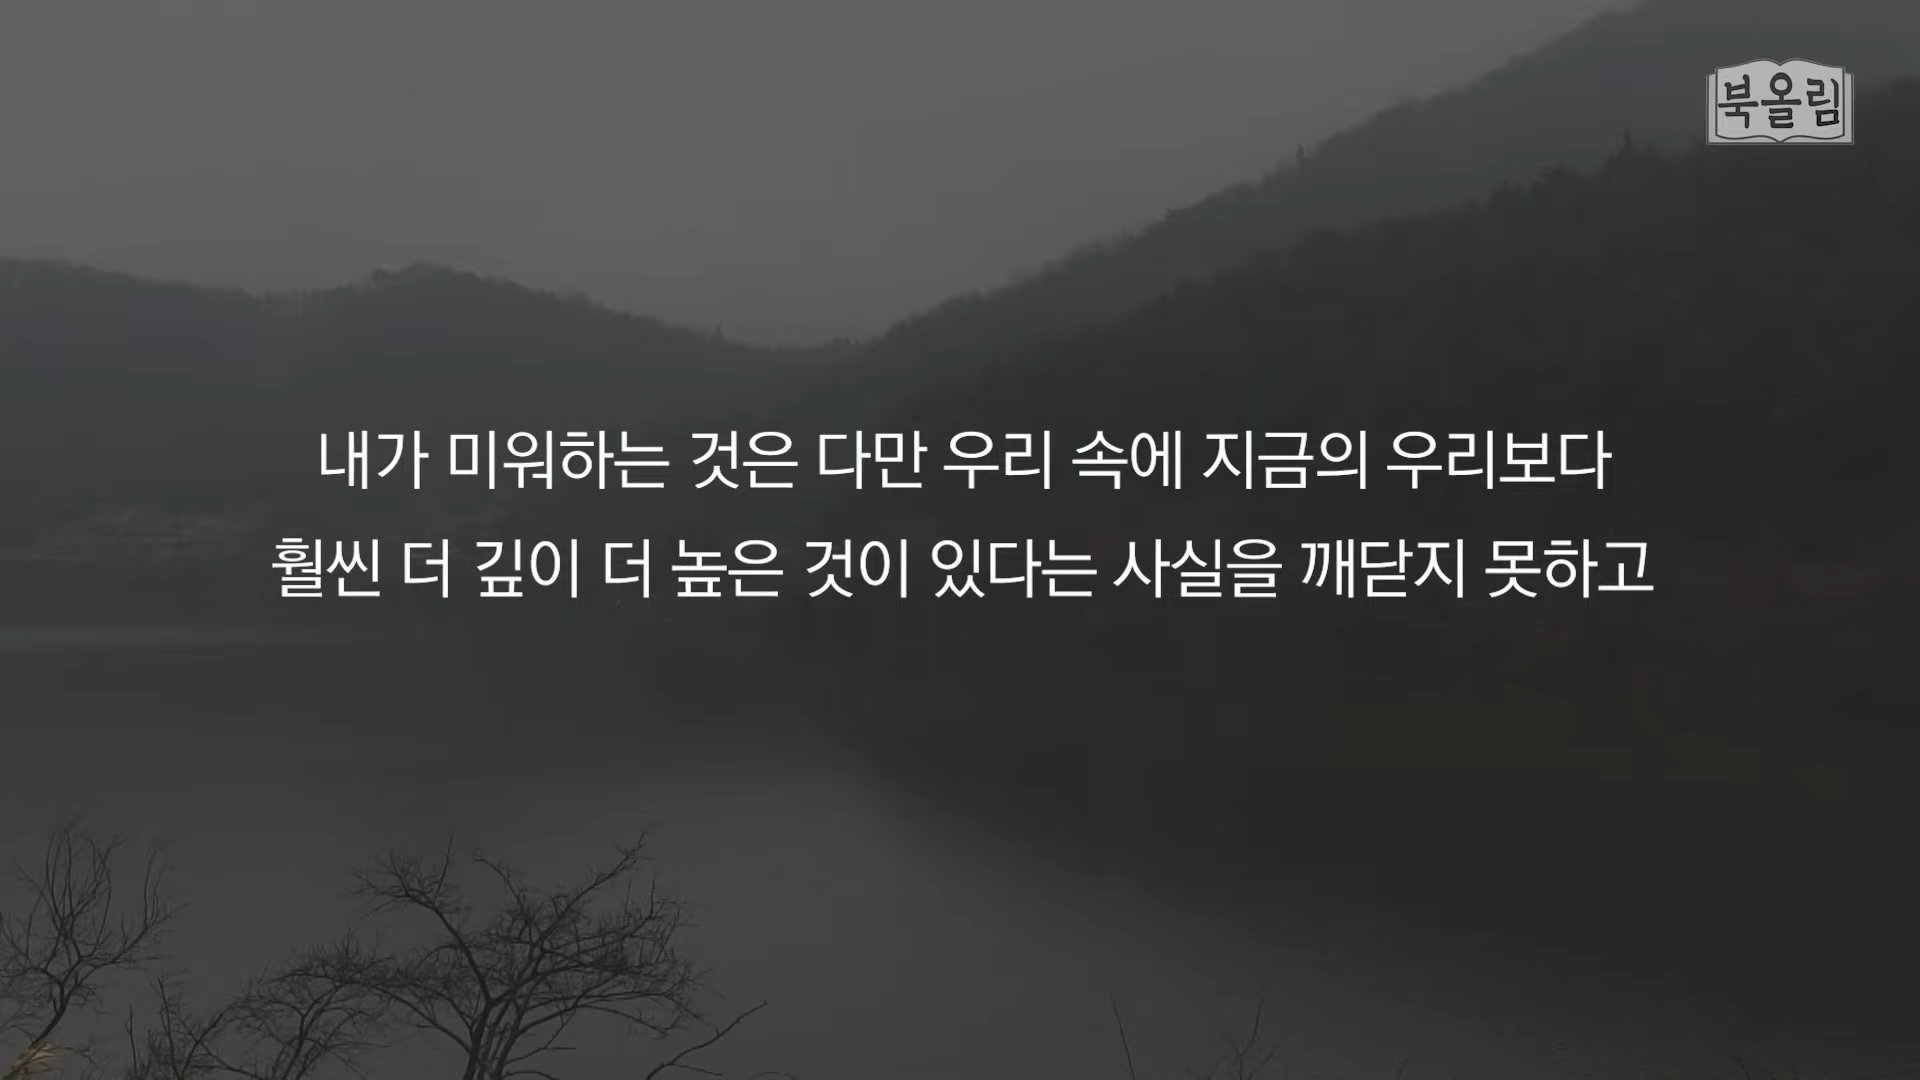 북올림
내가 미워하는 것은 다만 우리 속에 지금의 우리보다
훨씬 더 깊이 더 높은 것이 있다는 사실을 깨닫지 못하고